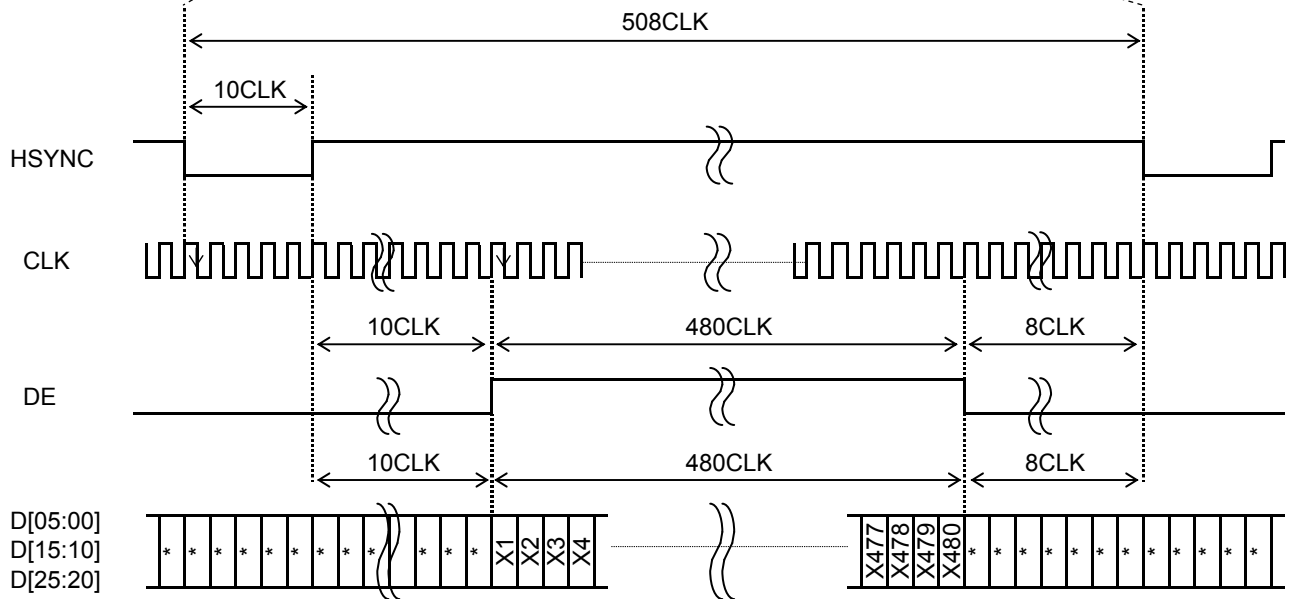 508CLK
10CLK
HSYNC
CLK
10CLK 480CLK 8CLK
DE
10CLK 480CLK 8CLK
D[05:00]
D[15:10]
D[25:20]
* * * * * * * * * * * * * X1 X2 X3 X4 X477 X478 X479 X480 * * * * * * * * * * * *